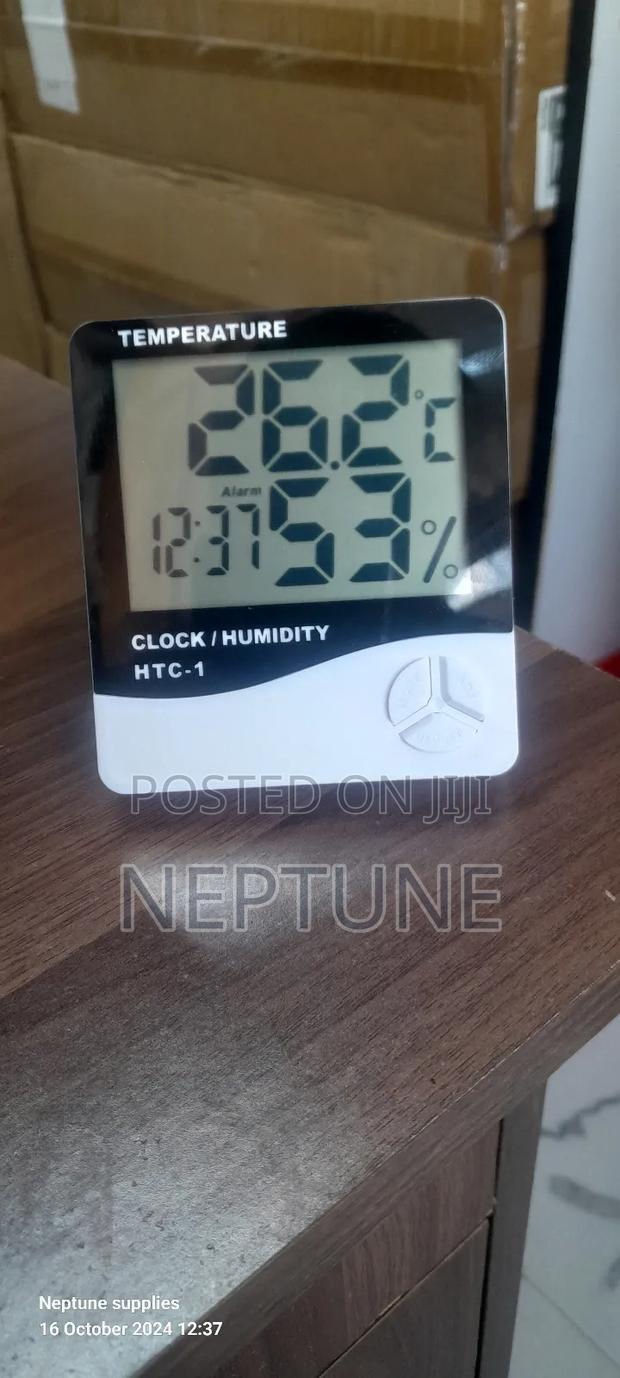 TEMPERATURE
26.2°C
Alarm
12:37 53%
CLOCK / HUMIDITY
HTC-1
POSTED ON JIJI
NEPTUNE
Neptune supplies
16 October 2024 12:37